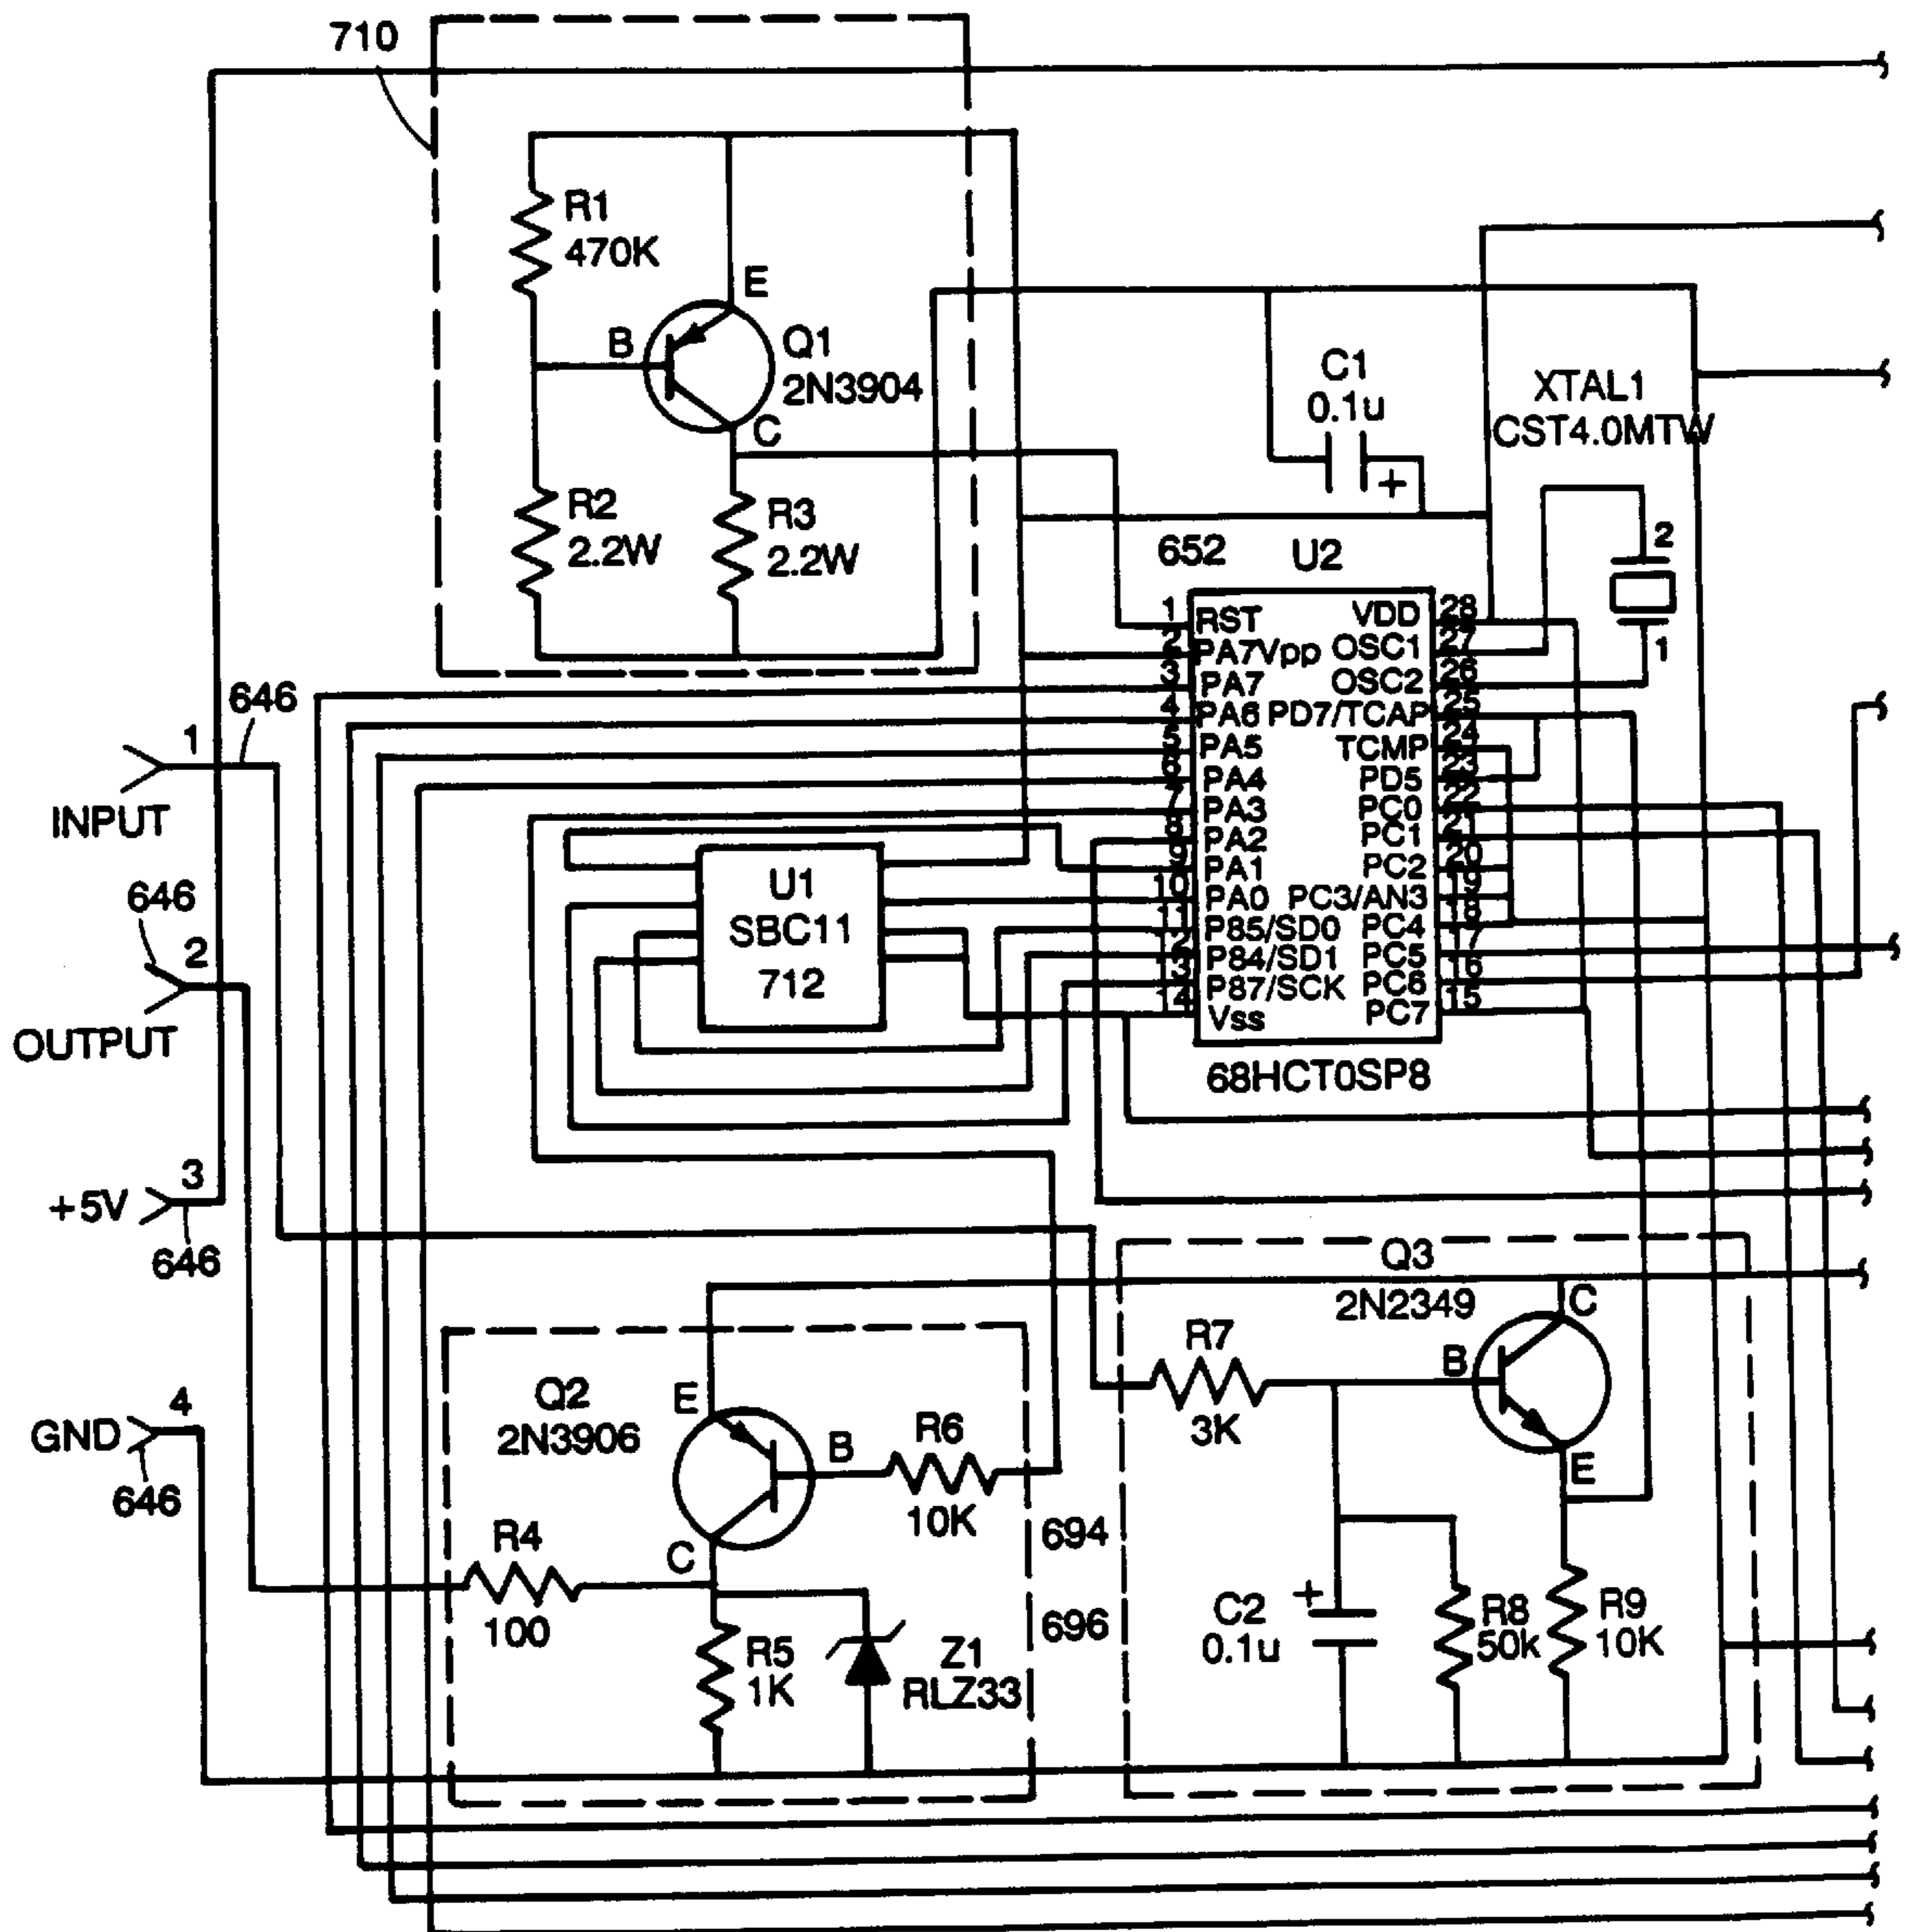 710
R1
470K
E
B
Q1
2N3904
C
C1
0.1u
+
XTAL1
CST4.0MTW
R2
2.2W
R3
2.2W
652
U2
2
1
1
RST
VDD
28
2
PA7Vpp
OSC1
27
3
PA7
OSC2
26
4
PA6
PD7/TCAP
25
5
PA5
TCMP
24
6
PA4
PD5
23
7
PA3
PC0
22
8
PA2
PC1
21
9
PA1
PC2
20
10
PA0
PC3/AN3
19
11
P85/SD0
PC4
18
12
P84/SD1
PC5
17
13
P87/SCK
PC6
16
14
Vss
PC7
15
68HCT0SP8
646
1
INPUT
U1
SBC11
712
646
2
OUTPUT
3
+5V
646
Q3
2N2349
C
R7
B
3K
E
4
GND
646
Q2
2N3906
E
B
R6
10K
C
R4
100
694
696
R5
1K
Z1
RLZ33
C2
0.1u
+
R8
50k
R9
10K